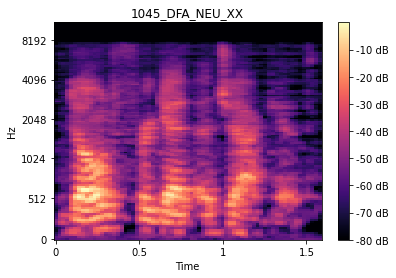 1045_DFA_NEU_XX
8192
4096
2048
1024
512
0
Hz
0
0.5
1
1.5
Time
-10 dB
-20 dB
-30 dB
-40 dB
-50 dB
-60 dB
-70 dB
-80 dB